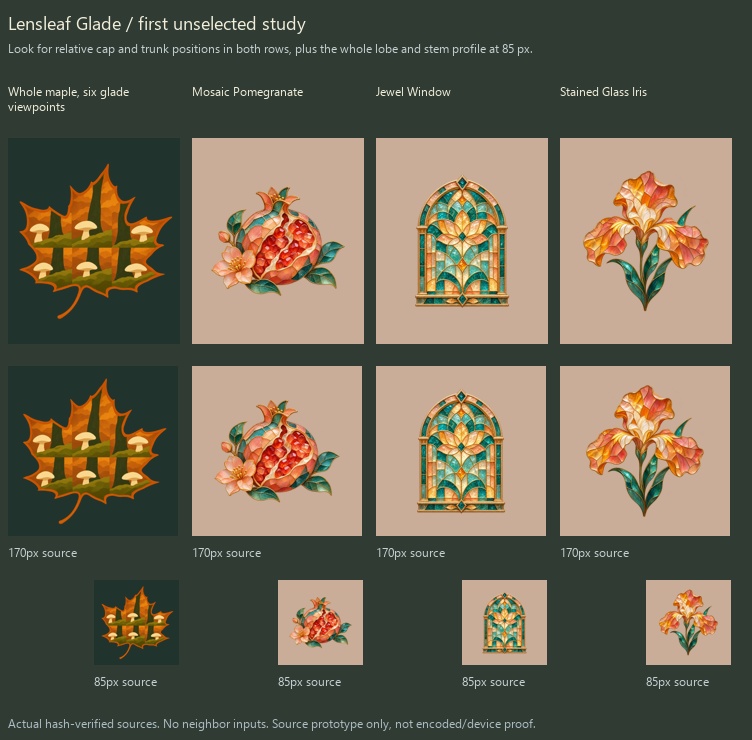 Lensleaf Glade / first unselected study
Look for relative cap and trunk positions in both rows, plus the whole lobe and stem profile at 85 px.
Whole maple, six glade
viewpoints
Mosaic Pomegranate
Jewel Window
Stained Glass Iris
170px source
170px source
170px source
170px source
85px source
85px source
85px source
85px source
Actual hash-verified sources. No neighbor inputs. Source prototype only, not encoded/device proof.